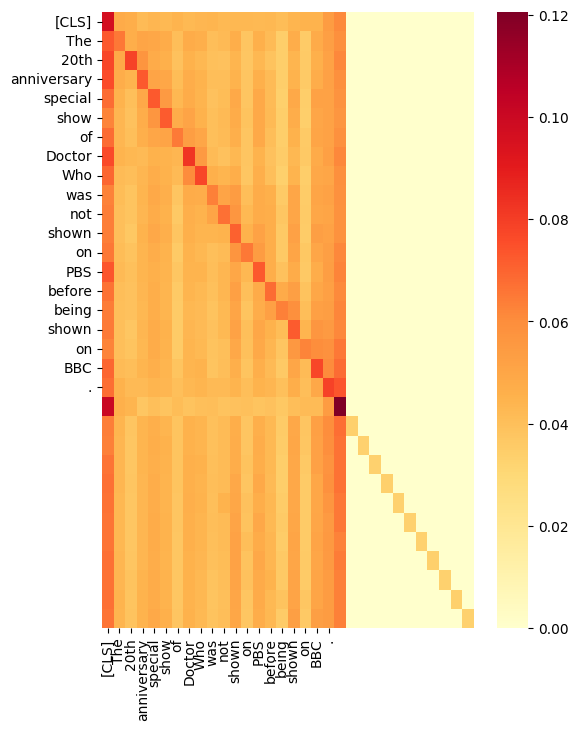 [CLS]
The
20th
anniversary
special
show
of
Doctor
Who
was
not
shown
on
PBS
before
being
shown
on
BBC
.
0.12
0.10
0.08
0.06
0.04
0.02
0.00
[CLS]
The
20th
anniversary
special
show
of
Doctor
Who
was
not
shown
on
PBS
before
being
shown
on
BBC
.